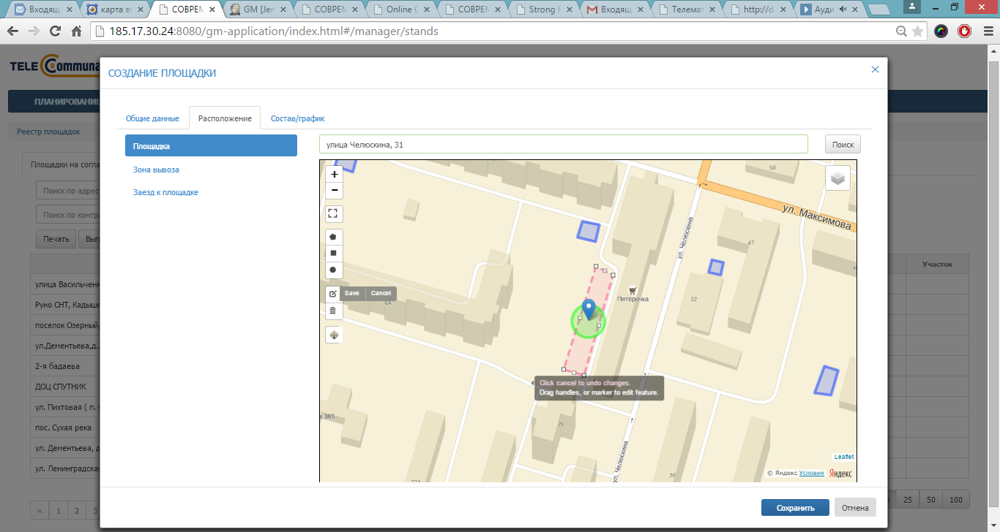 Входящ
карта вы
СОВРЕМ
GM [Jen
СОВРЕМ
Online
СОВРЕМ
Strong
Входящ
Телемат
http://d
Ауди
185.17.30.24:8080/gm-application/index.html#/manager/stands
TELE Communa
СОЗДАНИЕ ПЛОЩАДКИ
ПЛАНИРОВАНИЕ
Общие данные
Расположение
Состав/график
Реестр площадок
Площадка
улица Челюскина, 31
Поиск
Площадки на согла
Зона вывоза
Заезд к площадке
Поиск по адрес
Поиск по контр
Печать
Выг
Участок
улица Васильченк
Руно СНТ, Кадыше
поселок Озерный,
ул.Дементьева,д.
2-я бадаева
ДОЦ СПУТНИК
ул. Пихтовая ( п. О
пос. Сухая река
ул. Дементьева, д
ул. Ленинградска
+
−
50
ул. Максимова
ул. Челюскина
47
Пятёрочка
32
Save
Cancel
6А
Click cancel to undo changes.
Drag handles, or marker to edit feature.
365
29
ул. Челюскина
26
27А
Leaflet
© Яндекс Условия Яндекс
« 1 2 3
25 50 100
Сохранить
Отмена